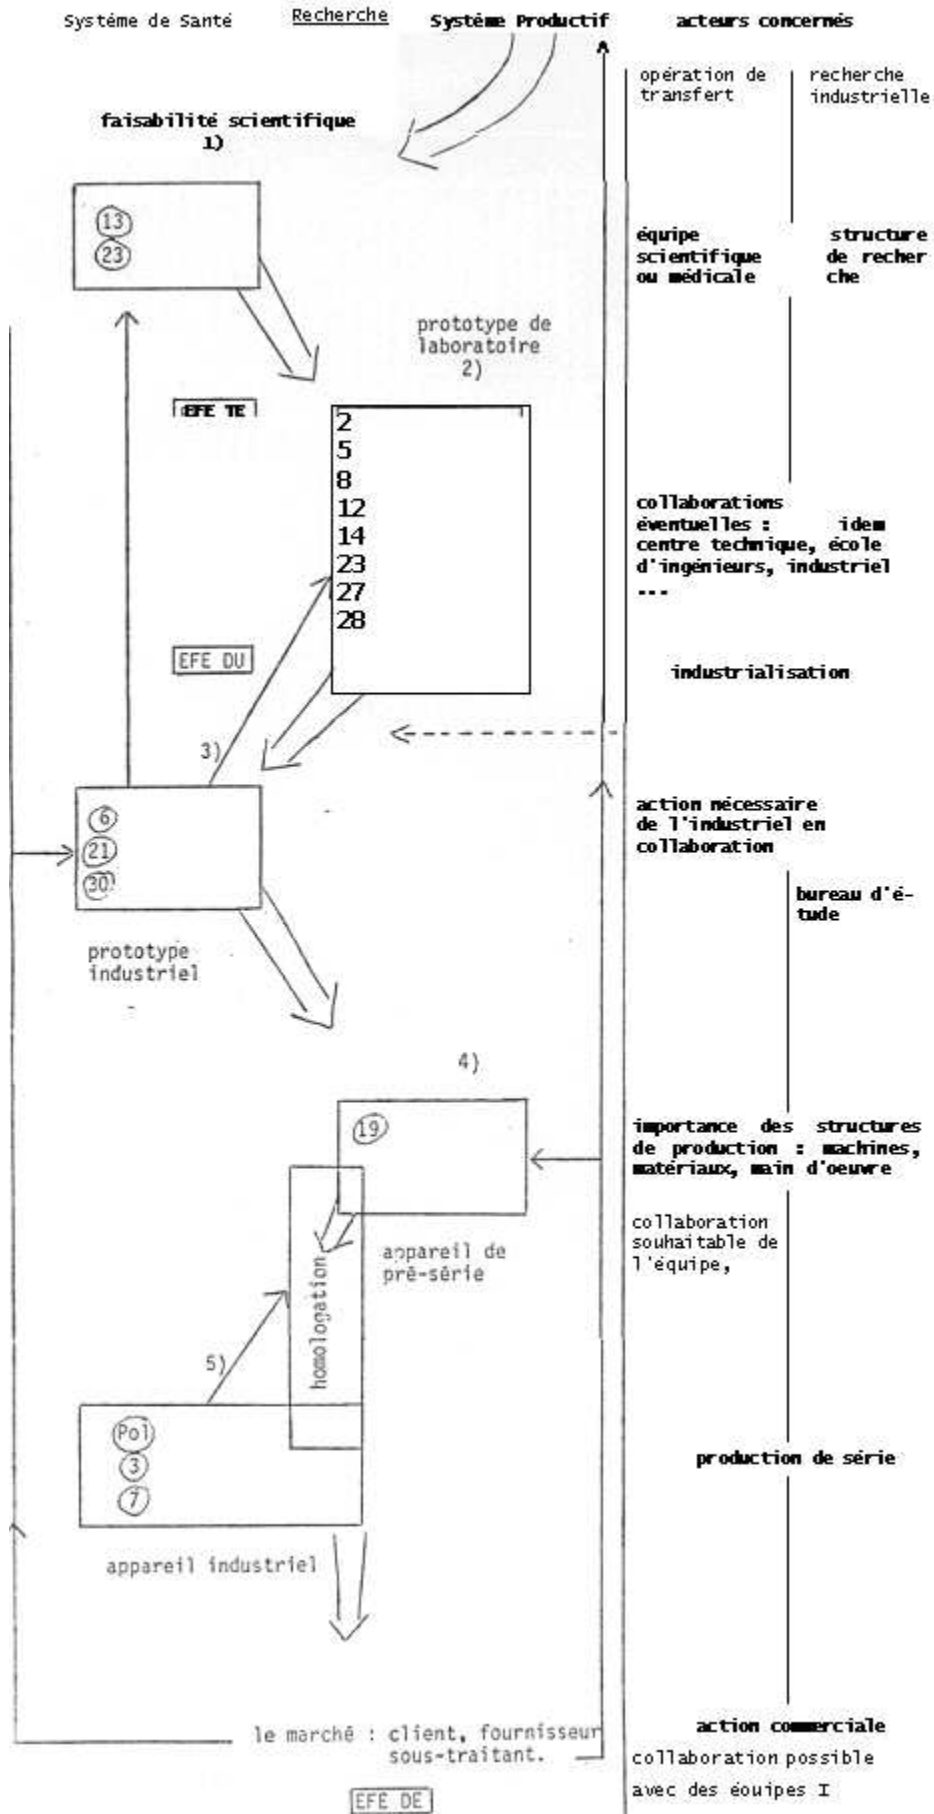 Système de Santé
Recherche
Système Productif
acteurs concernés
opération de
transfert
recherche
industrielle
faisabilité scientifique
1)
13
23
équipe
scientifique
ou médicale
structure
de recher
che
prototype de
laboratoire
2)
EFE TE
2
5
8
12
14
23
27
28
collaborations
éventuelles : idem
centre technique, école
d'ingénieurs, industriel
...
EFE DU
industrialisation
3)
6
21
30
action nécessaire
de l'industriel en
collaboration
bureau d'é-
tude
prototype
industriel
4)
19
importance des structures
de production : machines,
matériaux, main d'oeuvre
appareil de
pré-série
collaboration
souhaitable de
l'équipe,
homologation
5)
Pol
3
7
production de série
appareil industriel
le marché : client, fournisseur
sous-traitant.
action commerciale
collaboration possible
avec des équipes I
EFE DE